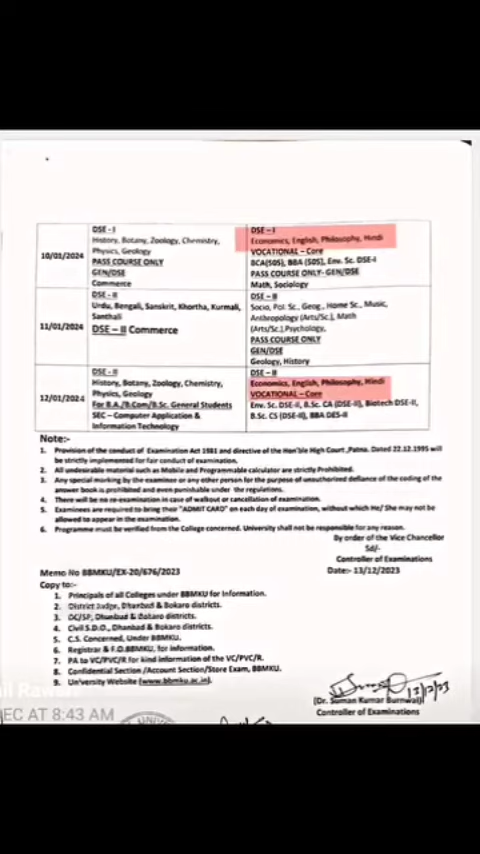 10/01/2024
DSE-I
History, Botany, Zoology, Chemistry,
Physics, Geology
PASS COURSE ONLY
GEN/DSE
Commerce
DSE – I
Economics, English, Philosophy, Hindi
VOCATIONAL – Core
BCA(SOS), BBA (SOS), Env. Sc. DSE-I
PASS COURSE ONLY- GEN/DSE
Math, Sociology
11/01/2024
DSE-II
Urdu, Bengali, Sanskrit, Khortha, Kurmali,
Santhali
DSE – II Commerce
DSE – II
Socio, Pol. Sc., Geog., Home Sc., Music,
Anthropology (Arts/Sc.), Math
(Arts/Sc.),Psychology,
PASS COURSE ONLY
GEN/DSE
Geology, History
12/01/2024
DSE-II
History, Botany, Zoology, Chemistry,
Physics, Geology
For B.A./B.Com/B.Sc. General Students
SEC – Computer Application &
Information Technology
DSE – II
Economics, English, Philosophy, Hindi
VOCATIONAL – Core
Env. Sc. DSE-II, B.Sc. CA (DSE-II), Biotech DSE-II,
B.Sc. CS (DSE-II), BBA DES-II
Note:-
1. Provision of the conduct of Examination Act 1981 and directive of the Hon'ble High Court ,Patna. Dated 22.12.1995 will
be strictly implemented for fair conduct of examination.
2. All undesirable material such as Mobile and Programmable calculator are strictly Prohibited.
3. Any special marking by the examinee or any other person for the purpose of unauthorized defiance of the coding of the
answer book is prohibited and even punishable under the regulations.
4. There will be no re-examination in case of walkout or cancellation of examination.
5. Examinees are required to bring their "ADMIT CARD" on each day of examination, without which He/ She may not be
allowed to appear in the examination.
6. Programme must be verified from the College concerned. University shall not be responsible for any reason.
By order of the Vice Chancellor
Sd/-
Controller of Examinations
Memo No BBMKU/EX-20/676/2023
Date:- 13/12/2023
Copy to:-
1. Principals of all Colleges under BBMKU for Information.
2. District Judge, Dhanbad & Bokaro districts.
3. DC/SP, Dhanbad & Bokaro districts.
4. Civil S.D.O., Dhanbad & Bokaro districts.
5. C.S. Concerned, Under BBMKU.
6. Registrar & F.O.BBMKU, for information.
7. PA to VC/PVC/R for kind information of the VC/PVC/R.
8. Confidential Section /Account Section/Store Exam, BBMKU.
9. University Website (www.bbmku.ac.in).
13/12/23
(Dr. Suman Kumar Burnwal)
Controller of Examinations
EC AT 8:43 AM